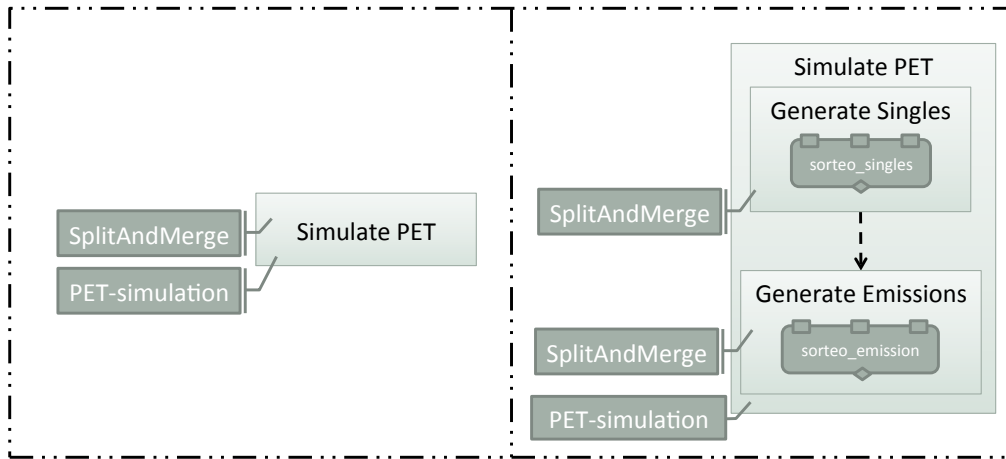 SplitAndMerge
Simulate PET
PET-simulation
Simulate PET
Generate Singles
sorteo_singles
SplitAndMerge
Generate Emissions
sorteo_emission
SplitAndMerge
PET-simulation